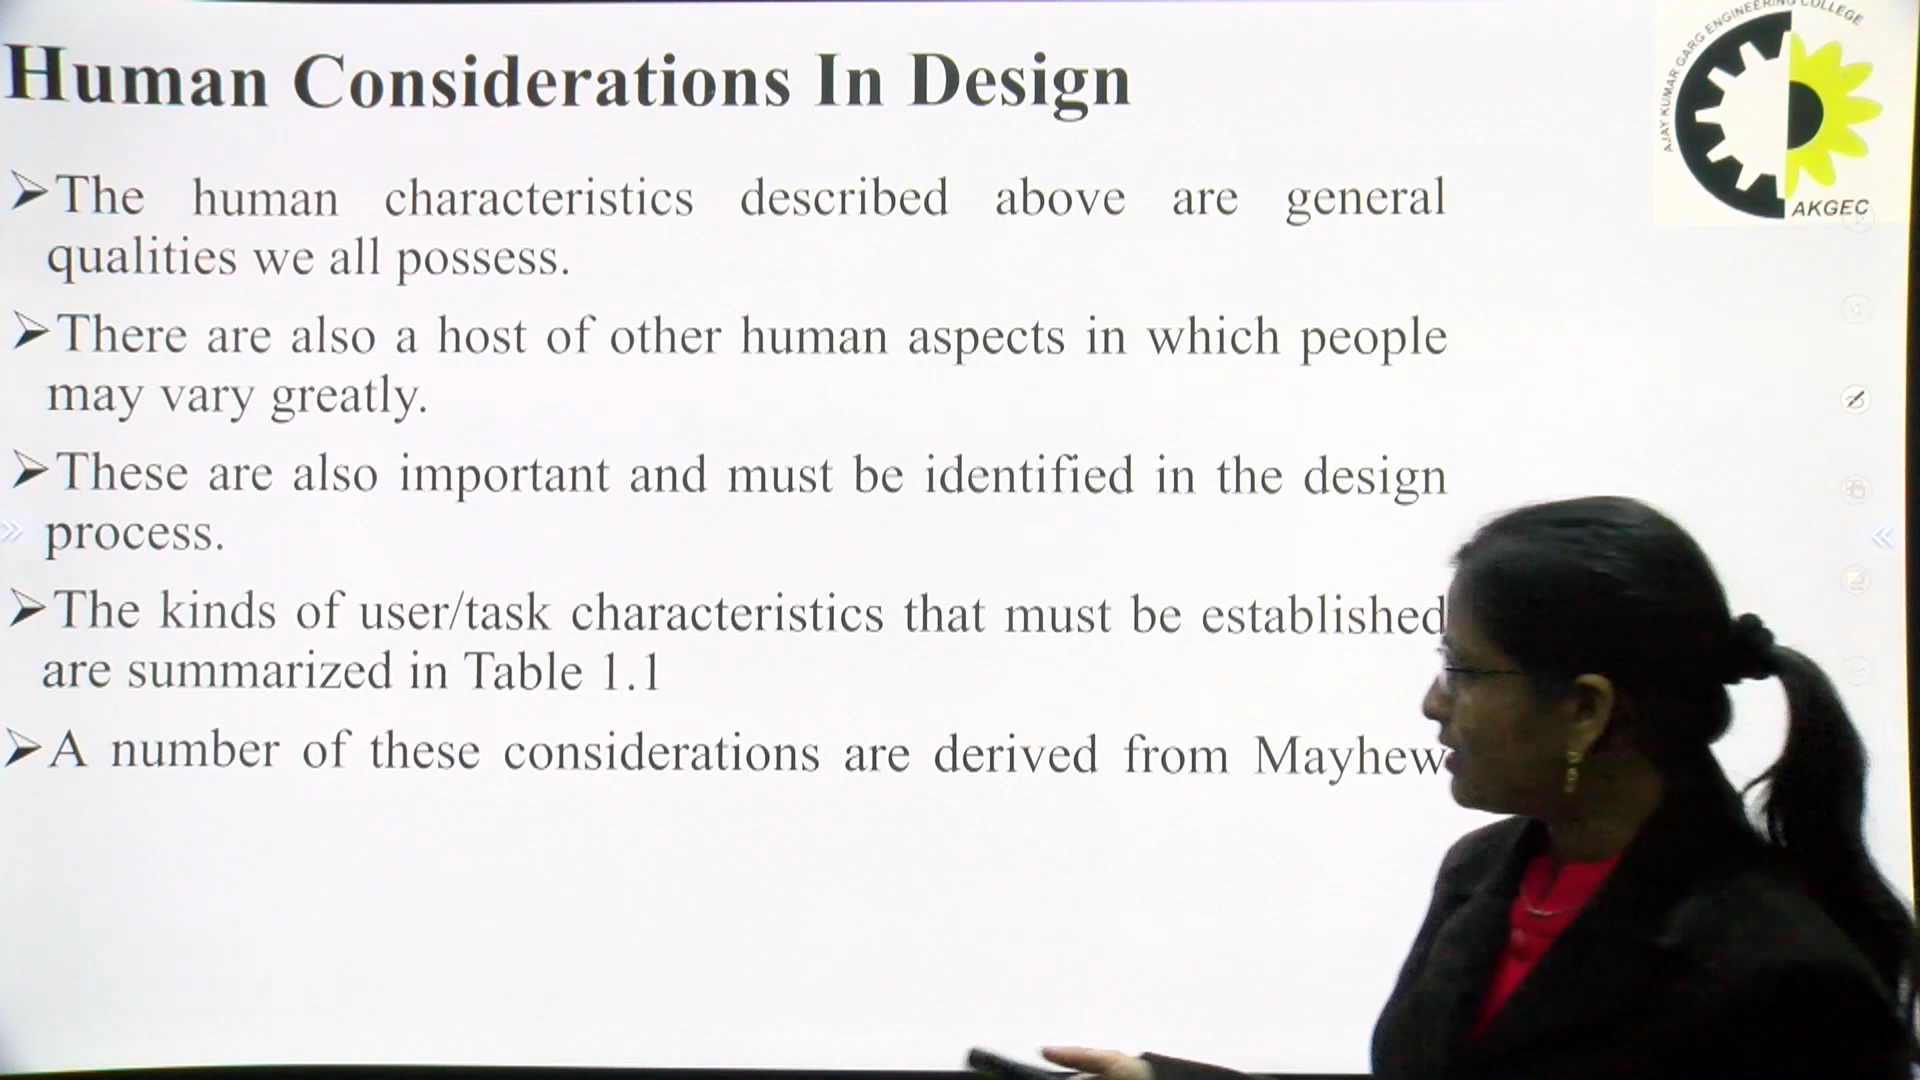 Human Considerations In Design
AJAY KUMAR GARG ENGINEERING COLLEGE
AKGEC
➢The human characteristics described above are general
qualities we all possess.
➢There are also a host of other human aspects in which people
may vary greatly.
➢These are also important and must be identified in the design
process.
➢The kinds of user/task characteristics that must be established
are summarized in Table 1.1
➢A number of these considerations are derived from Mayhew